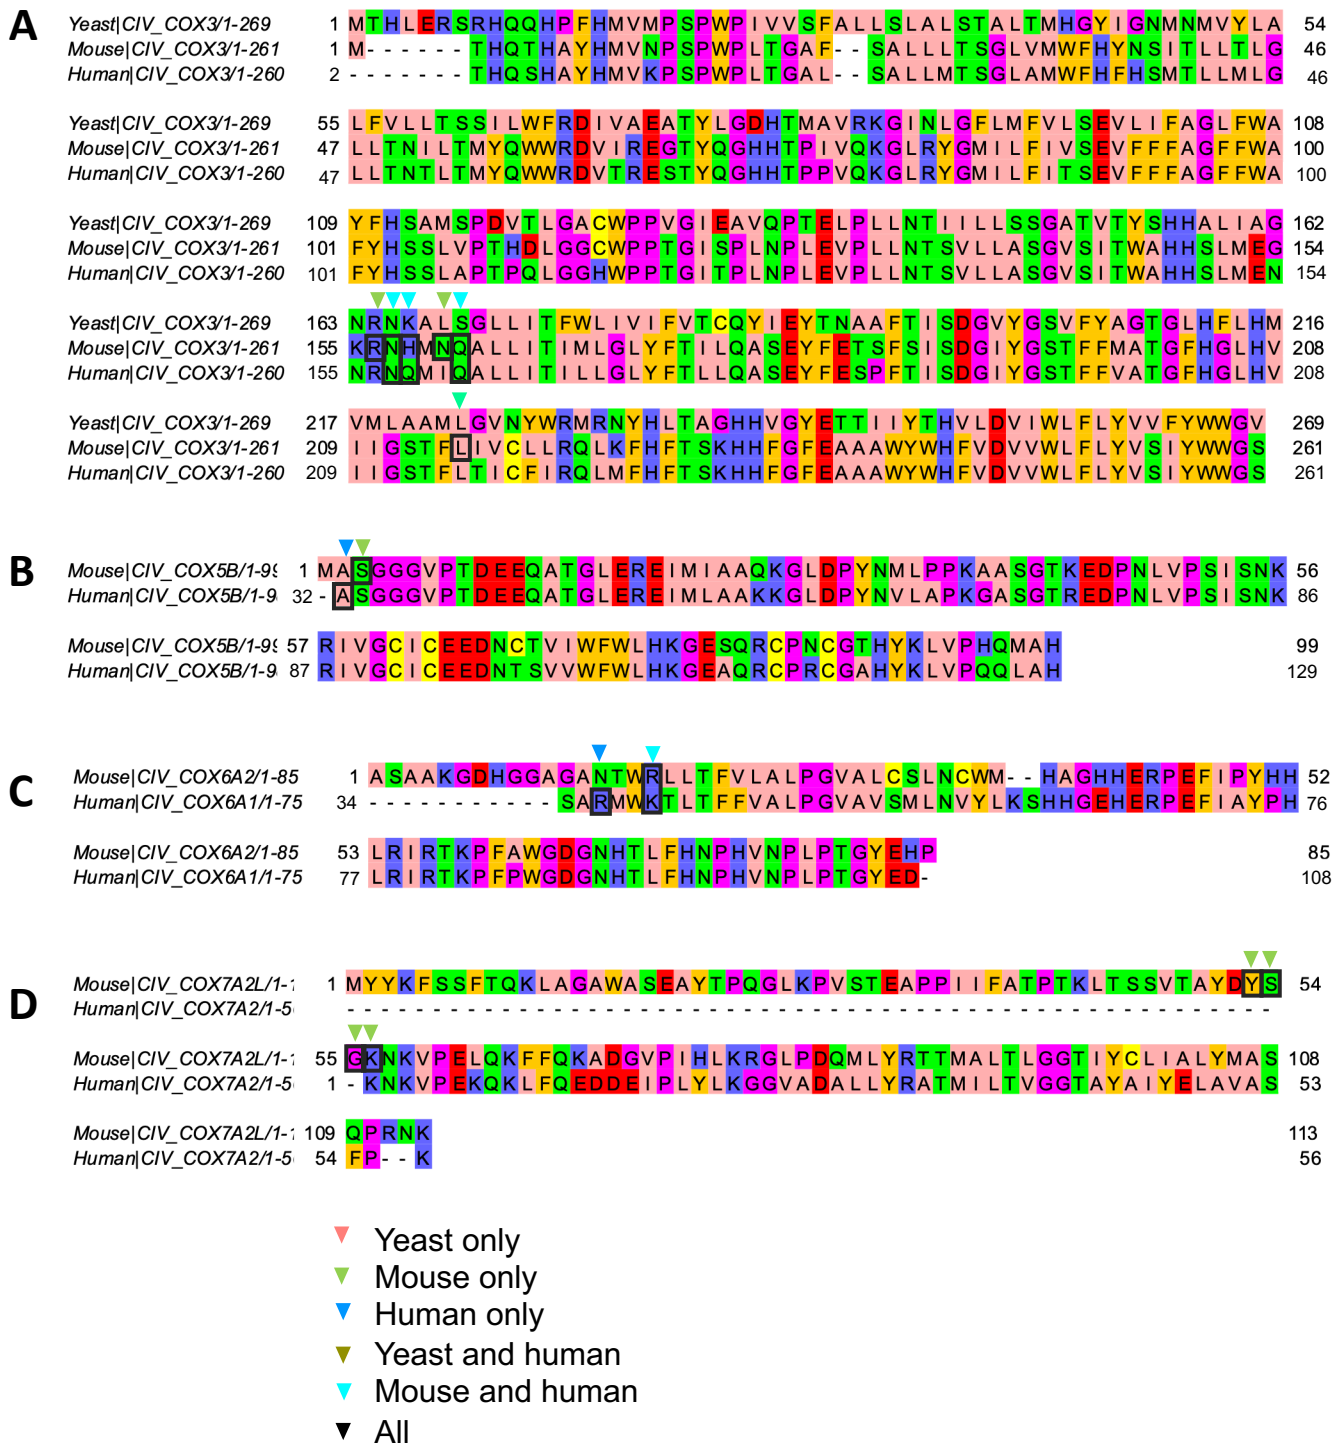 A
Yeast|CIV_COX3/1-269 1 MTHLERSRHQQHPFHMVMPSPWPIVVSFALLSLALSTALTMHGYIGNMNMVYLA 54
Mouse|CIV_COX3/1-261 1 M------THQTHAYHMVNPSPWPLTGAF--SALLLTSGLVMWFHYNSITLLTLG 46
Human|CIV_COX3/1-260 2 -------THQSHAYHMVKPSPWPLTGAL--SALLMTSGLAMWFHFHSMTLLMLG 46
Yeast|CIV_COX3/1-269 55 LFVLLTSSILWFRDIVAEATYLGDHTMAVRKGINLGFLMFVLSEVLIFAGLFWA 108
Mouse|CIV_COX3/1-261 47 LLTNILTMYQWWRDVIREGTYQGHHTPIVQKGLRYGMILFIVSEVFFFAGFFWA 100
Human|CIV_COX3/1-260 47 LLTNTLTMYQWWRDVTRESTYQGHHTPPVQKGLRYGMILFITSEVFFFAGFFWA 100
Yeast|CIV_COX3/1-269 109 YFHSAMSPDVTLGACWPPVGIEAVQPTELPLLNTIILLSSGATVTYSHHALIAG 162
Mouse|CIV_COX3/1-261 101 FYHSSLVPTHDLGGCWPPTGISPLNPLEVPLLNTSVLLASGVSITWAHHSLMEG 154
Human|CIV_COX3/1-260 101 FYHSSLAPTPQLGGHWPPTGITPLNPLEVPLLNTSVLLASGVSITWAHHSLMEN 154
Yeast|CIV_COX3/1-269 163 NRNKALSGLLITFWLIVIFVTCQYIEYTNAAFTISDGVYGSVFYAGTGLHFLHM 216
Mouse|CIV_COX3/1-261 155 KRNHMNQALLITIMLGLYFTILQASEYFETSFSISDGIYGSTFFMATGFHGLHV 208
Human|CIV_COX3/1-260 155 NRNQMIQALLITILLGLYFTLLQASEYFESPFTISDGIYGSTFFVATGFHGLHV 208
Yeast|CIV_COX3/1-269 217 VMLAAMLGVNYWRMRNYHLTAGHHVGYETTIIYTHVLDVIWLFLYVVFYWWGV 269
Mouse|CIV_COX3/1-261 209 IIGSTFLIVCLLRQLKFHFTSKHHFGFEAAAWYWHFVDVVWLFLYVSIYWWGS 261
Human|CIV_COX3/1-260 209 IIGSTFLTICFIRQLMFHFTSKHHFGFEAAAWYWHFVDVVWLFLYVSIYWWGS 261
B
Mouse|CIV_COX5B/1-99 1 MASGGGVPTDEEQATGLEREIMIAAQKGLDPYNMLPPKAASGTKEDPNLVPSISNK 56
Human|CIV_COX5B/1-9 32 -ASGGGVPTDEEQATGLEREIMLAAKKGLDPYNVLAPKGASGTREDPNLVPSISNK 86
Mouse|CIV_COX5B/1-99 57 RIVGCICEEDNCTVIWFWLHKGESQRCPNCGTHYKLVPHQMAH 99
Human|CIV_COX5B/1-9 87 RIVGCICEEDNTSVVWFWLHKGEAQRCPRCGAHYKLVPQQLAH 129
C
Mouse|CIV_COX6A2/1-85 1 ASAAKGDHGGAGANTWRLLTFVLALPGVALCSLNCWM--HAGHHERPEFIPYHH 52
Human|CIV_COX6A1/1-75 34 -----------SARMWKTLTFFVALPGVAVSMLNVYLKSHHGEHERPEFIAYPH 76
Mouse|CIV_COX6A2/1-85 53 LRIRTKPFAWGDGNHTLFHNPHVNPLPTGYEHP 85
Human|CIV_COX6A1/1-75 77 LRIRTKPFPWGDGNHTLFHNPHVNPLPTGYED- 108
D
Mouse|CIV_COX7A2L/1-1 1 MYYKFSSFTQKLAGAWASEAYTPQGLKPVSTEAPPIIFATPTKLTSSVTAYDYS 54
Human|CIV_COX7A2/1-5 ------------------------------------------------------
Mouse|CIV_COX7A2L/1-1 55 GKNKVPELQKFFQKADGVPIHLKRGLPDQMLYRTTMALTLGGTIYCLIALYMAS 108
Human|CIV_COX7A2/1-5 1 -KNKVPEKQKLFQEDDEIPLYLKGGVADALLYRATMILTVGGTAYAIYELAVAS 53
Mouse|CIV_COX7A2L/1-1 109 QPRNK 113
Human|CIV_COX7A2/1-5 54 FP--K 56
Yeast only
Mouse only
Human only
Yeast and human
Mouse and human
All